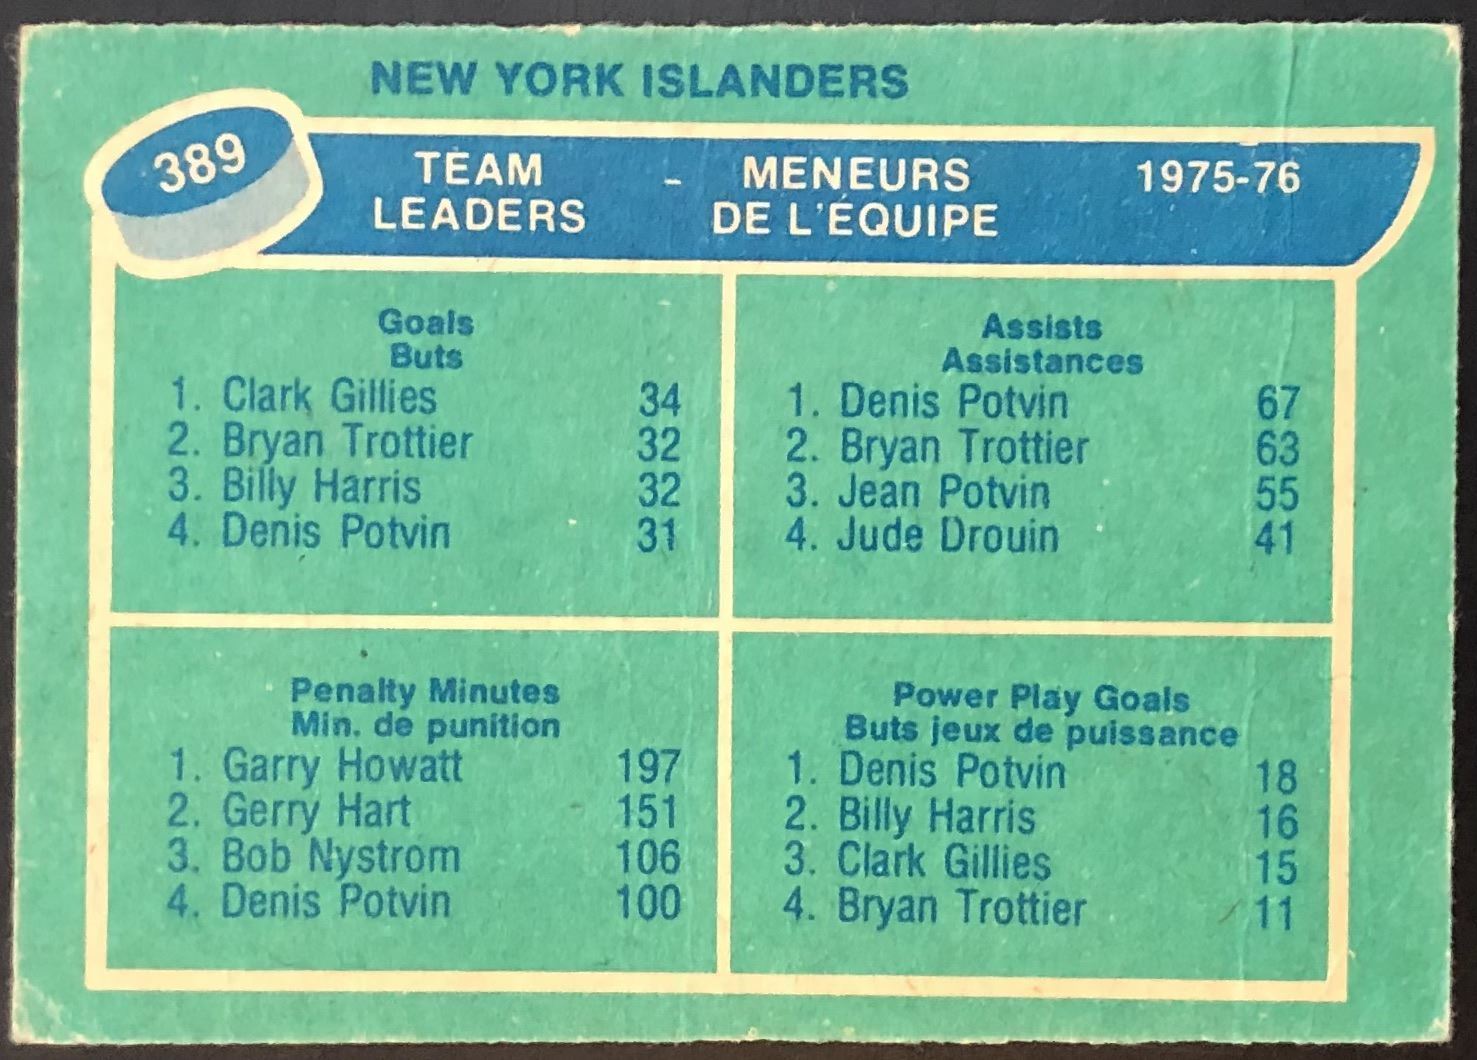 NEW YORK ISLANDERS
389
TEAM LEADERS - MENEURS DE L'ÉQUIPE 1975-76
Goals
Buts
1. Clark Gillies 34
2. Bryan Trottier 32
3. Billy Harris 32
4. Denis Potvin 31
Assists
Assistances
1. Denis Potvin 67
2. Bryan Trottier 63
3. Jean Potvin 55
4. Jude Drouin 41
Penalty Minutes
Min. de punition
1. Garry Howatt 197
2. Gerry Hart 151
3. Bob Nystrom 106
4. Denis Potvin 100
Power Play Goals
Buts jeux de puissance
1. Denis Potvin 18
2. Billy Harris 16
3. Clark Gillies 15
4. Bryan Trottier 11